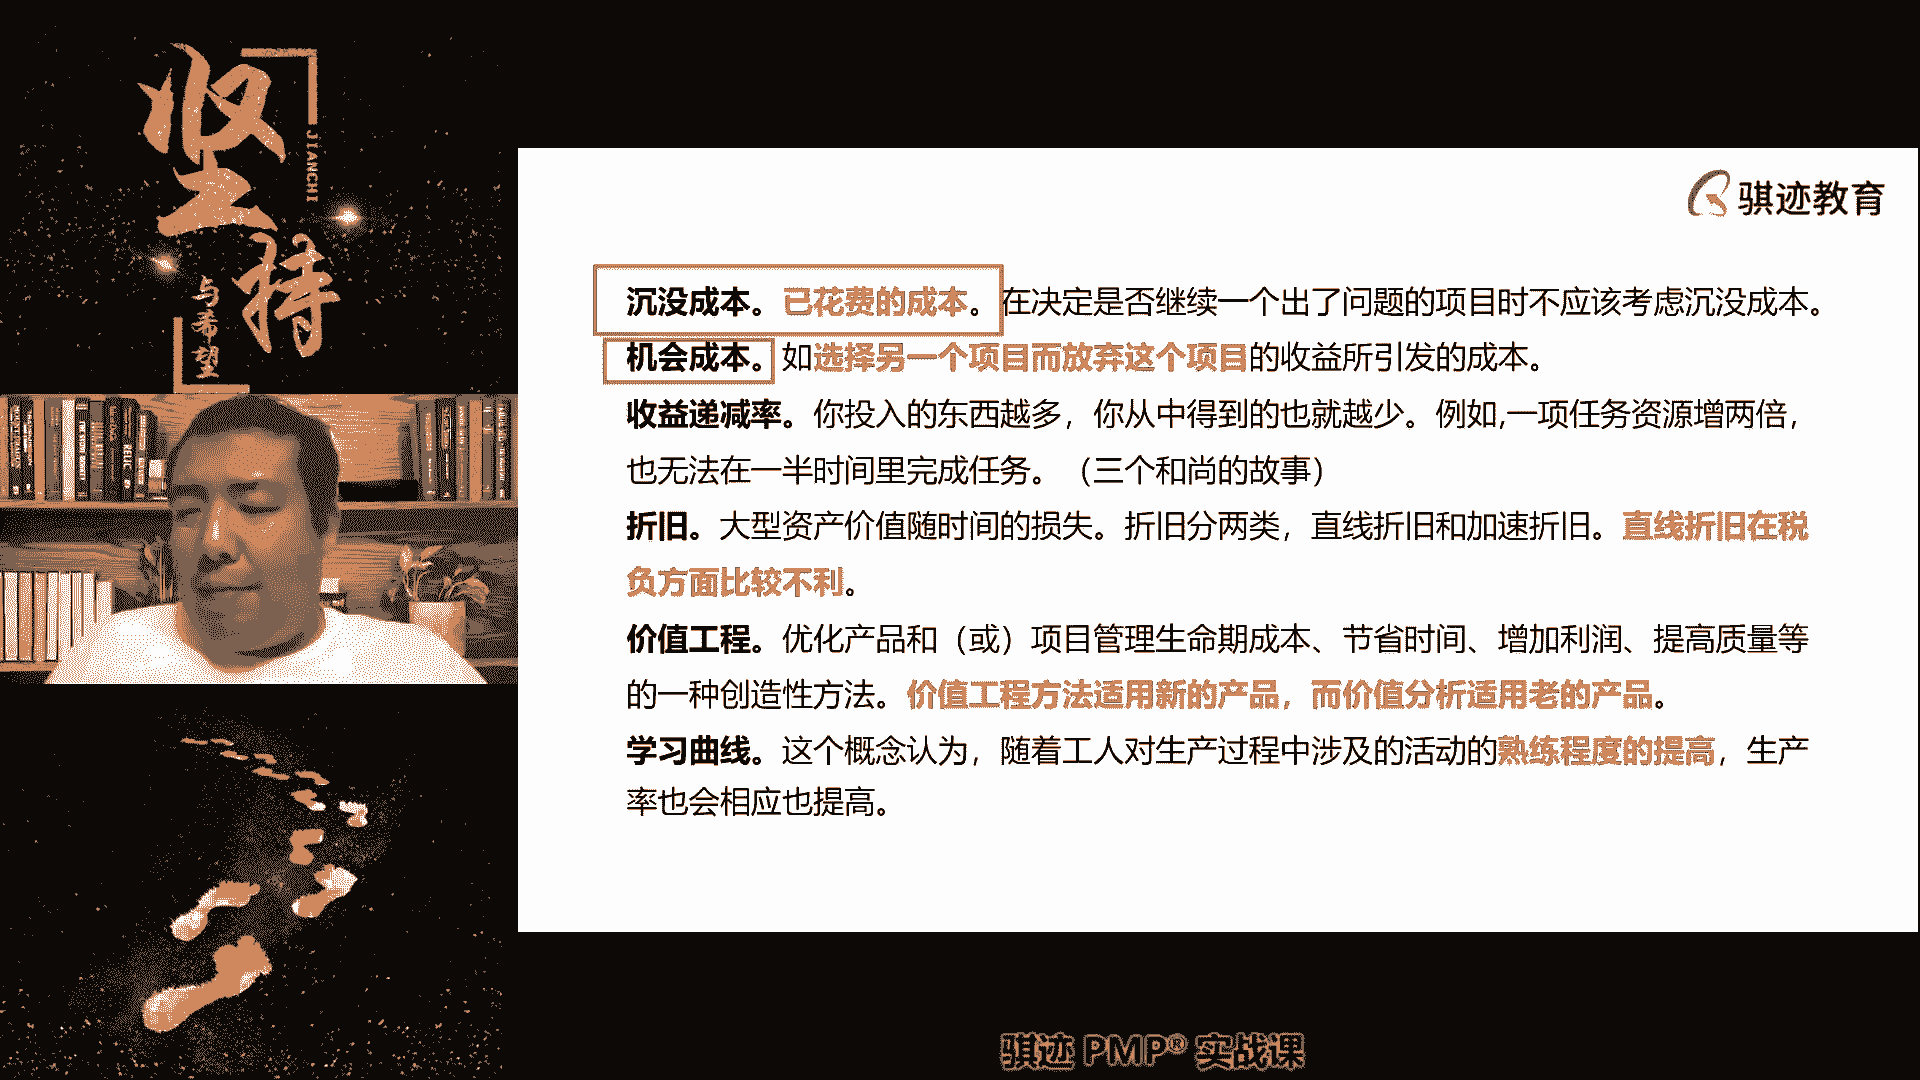 坚持
JIANCHI
与希望
骐迹教育
沉没成本。已花费的成本。在决定是否继续一个出了问题的项目时不应该考虑沉没成本。
机会成本。如选择另一个项目而放弃这个项目的收益所引发的成本。
收益递减率。你投入的东西越多，你从中得到的也就越少。例如,一项任务资源增两倍，
也无法在一半时间里完成任务。（三个和尚的故事）
折旧。大型资产价值随时间的损失。折旧分两类，直线折旧和加速折旧。直线折旧在税
负方面比较不利。
价值工程。优化产品和（或）项目管理生命期成本、节省时间、增加利润、提高质量等
的一种创造性方法。价值工程方法适用新的产品，而价值分析适用老的产品。
学习曲线。这个概念认为，随着工人对生产过程中涉及的活动的熟练程度的提高，生产
率也会相应也提高。
骐迹 PMP® 实战课